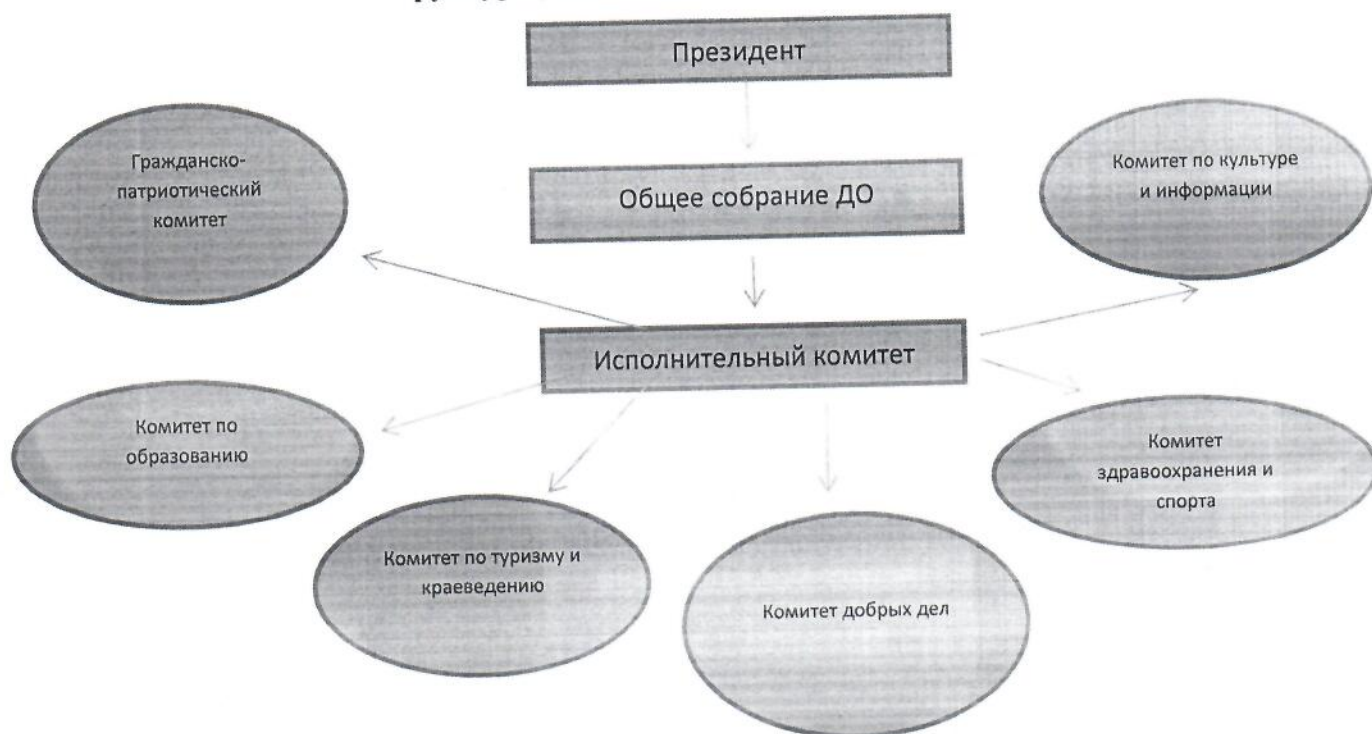 Президент
Гражданско-
патриотический
комитет
Общее собрание ДО
Комитет по культуре
и информации
Исполнительный комитет
Комитет по
образованию
Комитет
здравоохранения и
спорта
Комитет по туризму и
краеведению
Комитет добрых дел